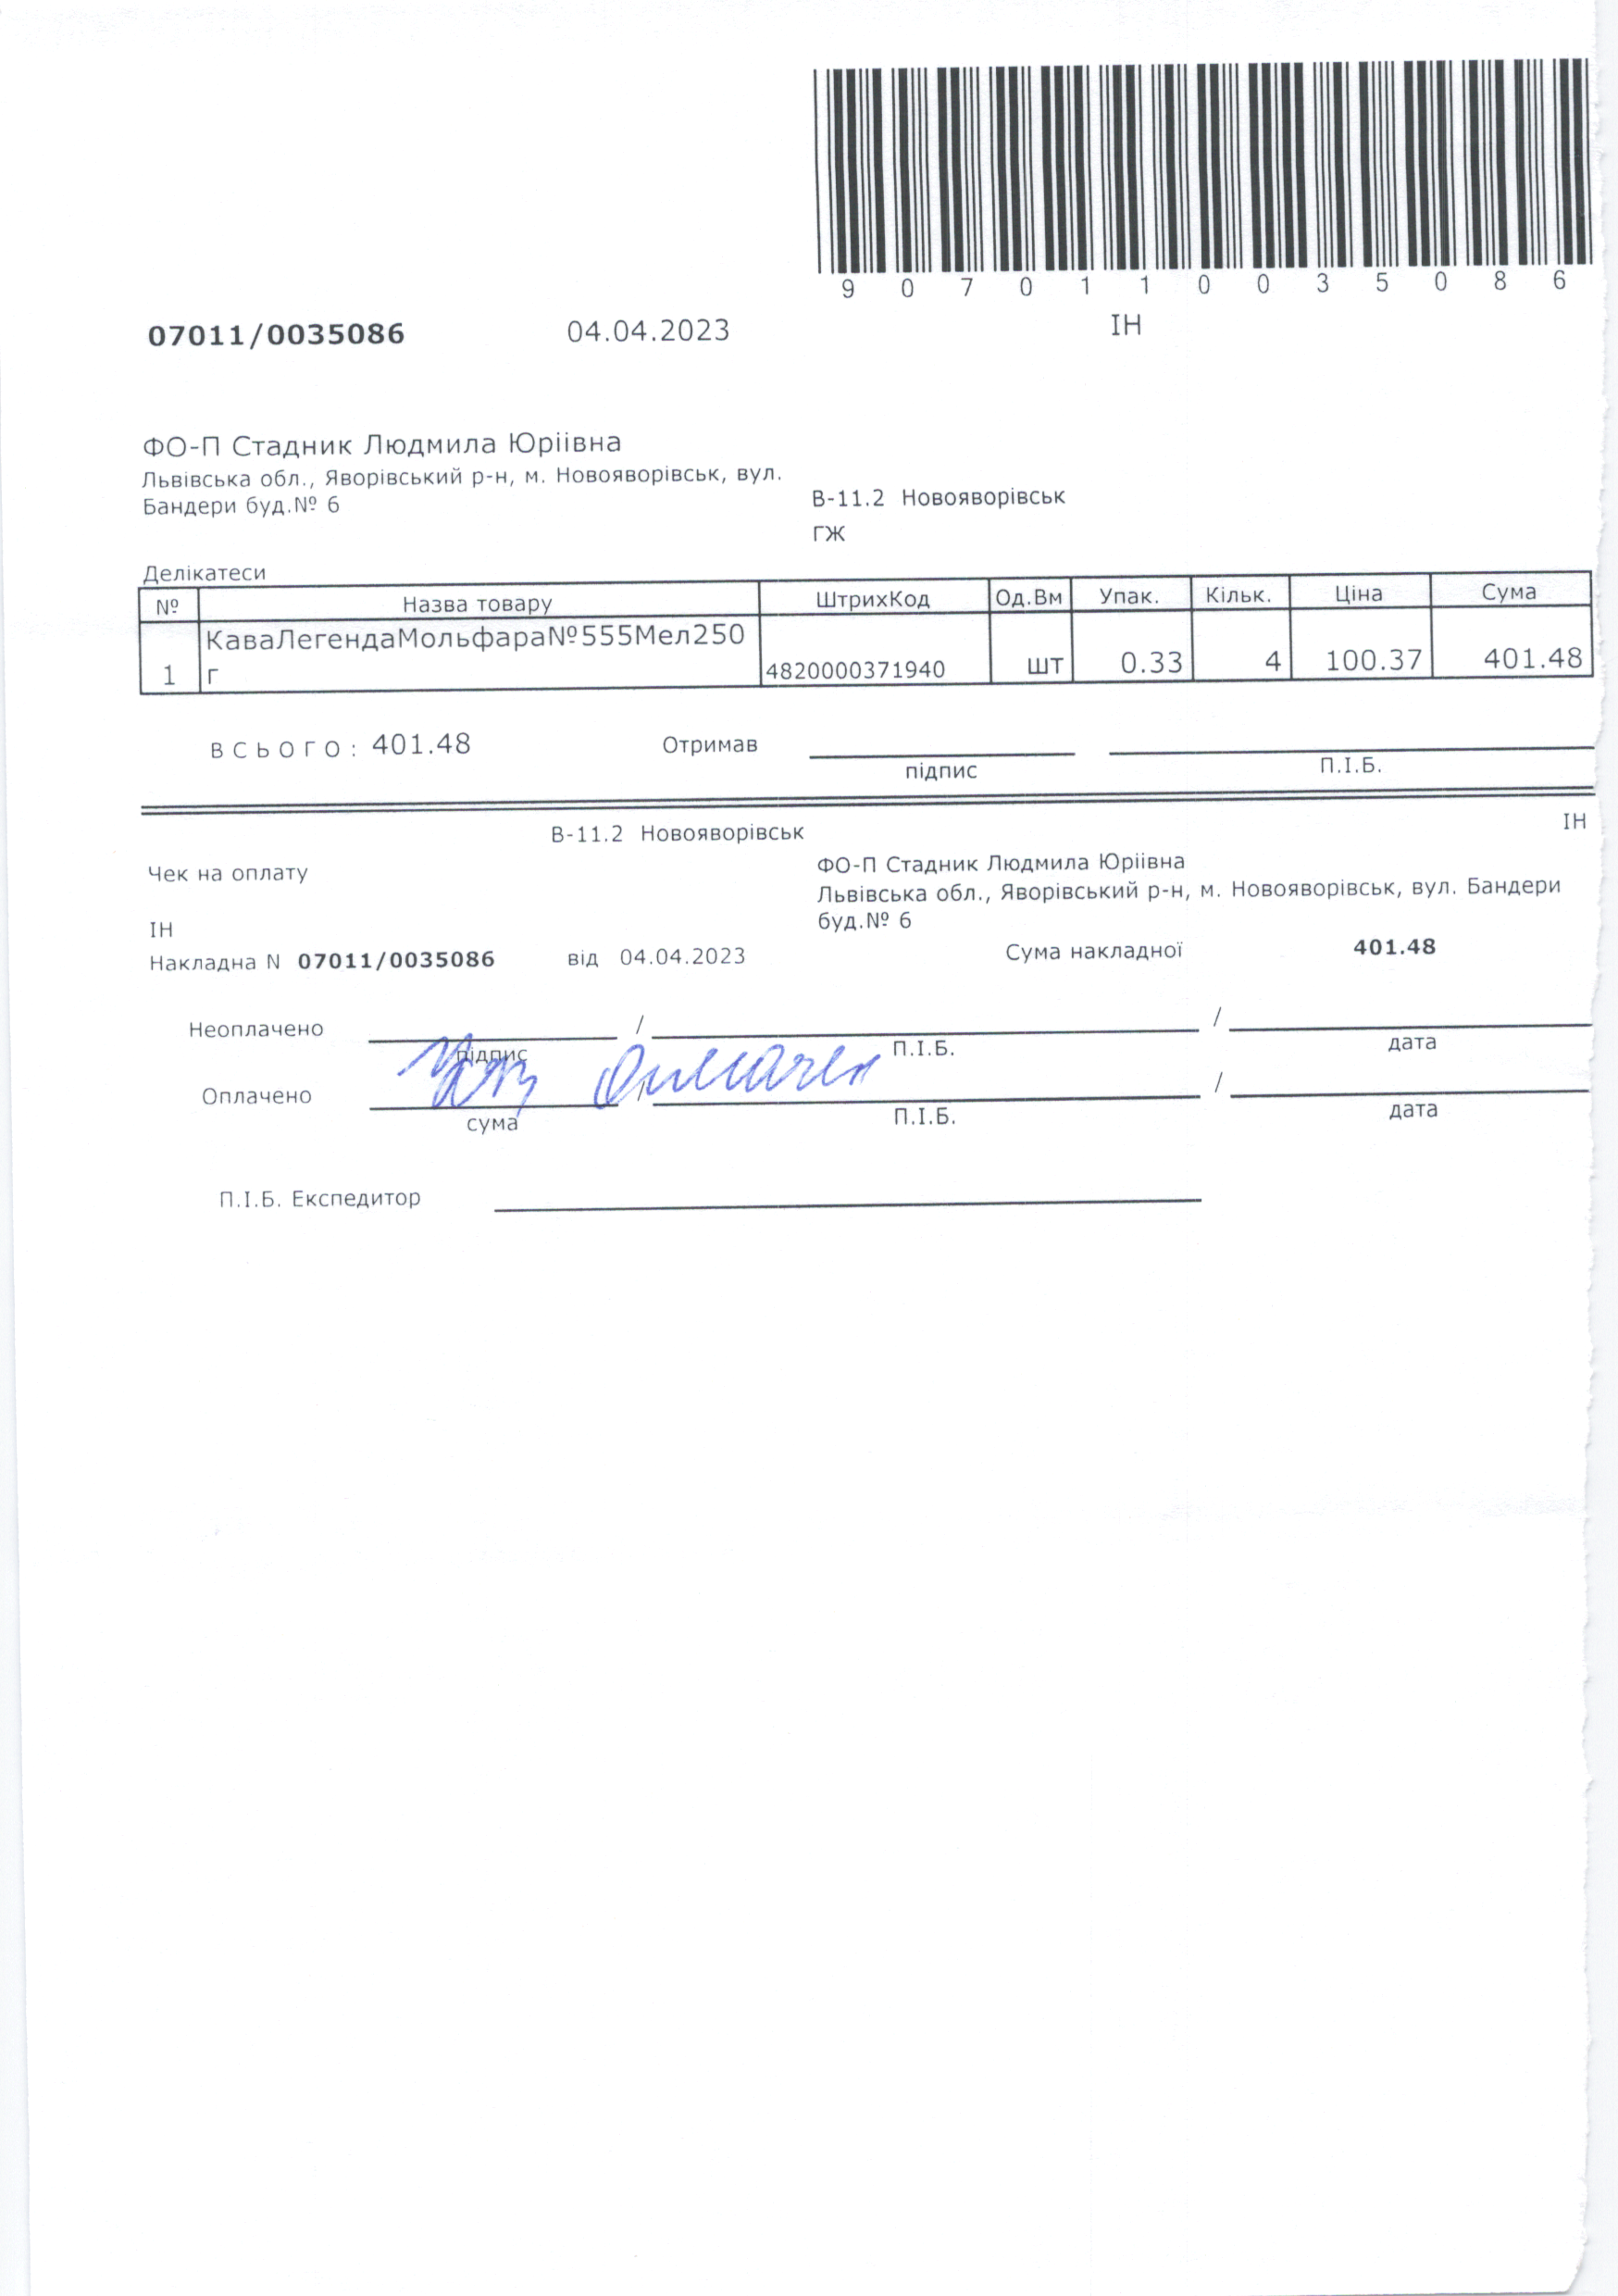 9 0 7 0 1 1 0 0 3 5 0 8 6
07011/0035086 04.04.2023 ІН
ФО-П Стадник Людмила Юріівна
Львівська обл., Яворівський р-н, м. Новояворівськ, вул.
Бандери буд.№ 6
В-11.2 Новояворівськ
ГЖ
Делікатеси
№ Назва товару ШтрихКод Од.Вм Упак. Кільк. Ціна Сума
КаваЛегендаМольфара№555Мел250
1 г 4820000371940 шт 0.33 4 100.37 401.48
всього: 401.48 Отримав
підпис П.І.Б.
В-11.2 Новояворівськ ІН
Чек на оплату
ФО-П Стадник Людмила Юріівна
Львівська обл., Яворівський р-н, м. Новояворівськ, вул. Бандери
буд.№ 6
ІН
Накладна N 07011/0035086 від 04.04.2023 Сума накладної 401.48
Неоплачено / /
підпис П.І.Б. дата
Оплачено / /
сума П.І.Б. дата
П.І.Б. Експедитор